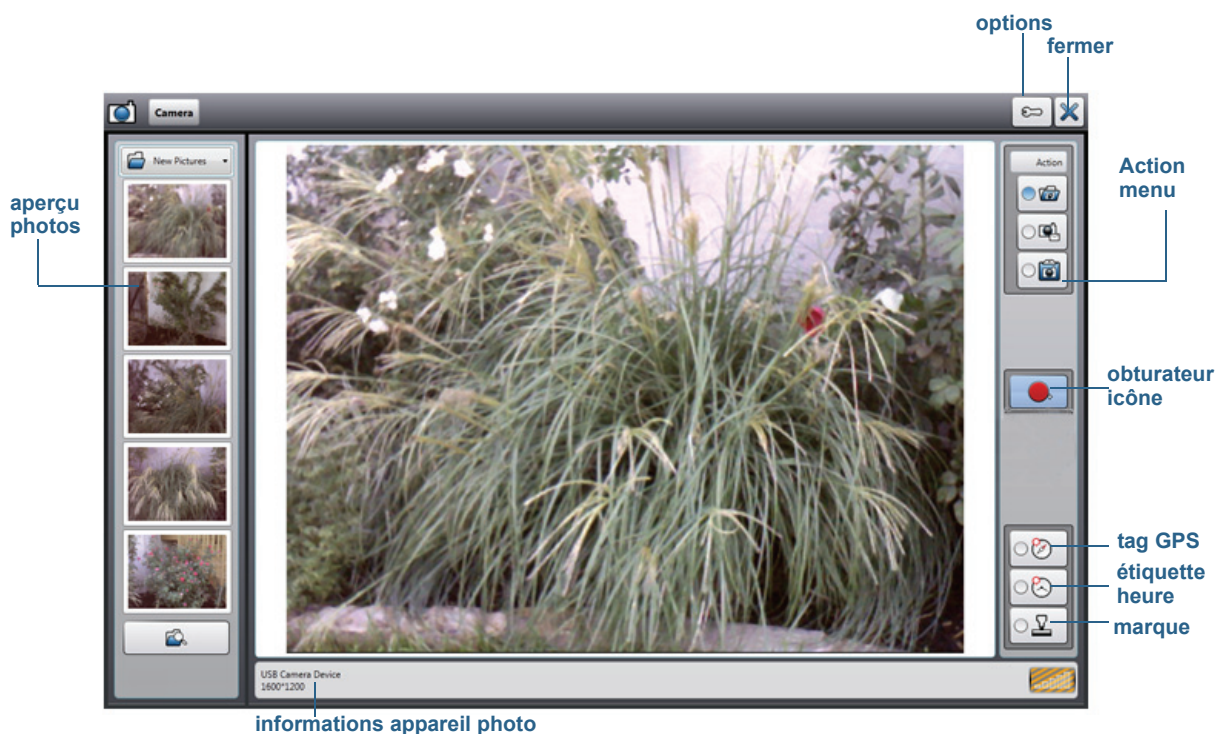 options
fermer
Camera
New Pictures
Action
Action
menu
aperçu
photos
obturateur
icône
tag GPS
étiquette
heure
marque
USB Camera Device
1600*1200
informations appareil photo